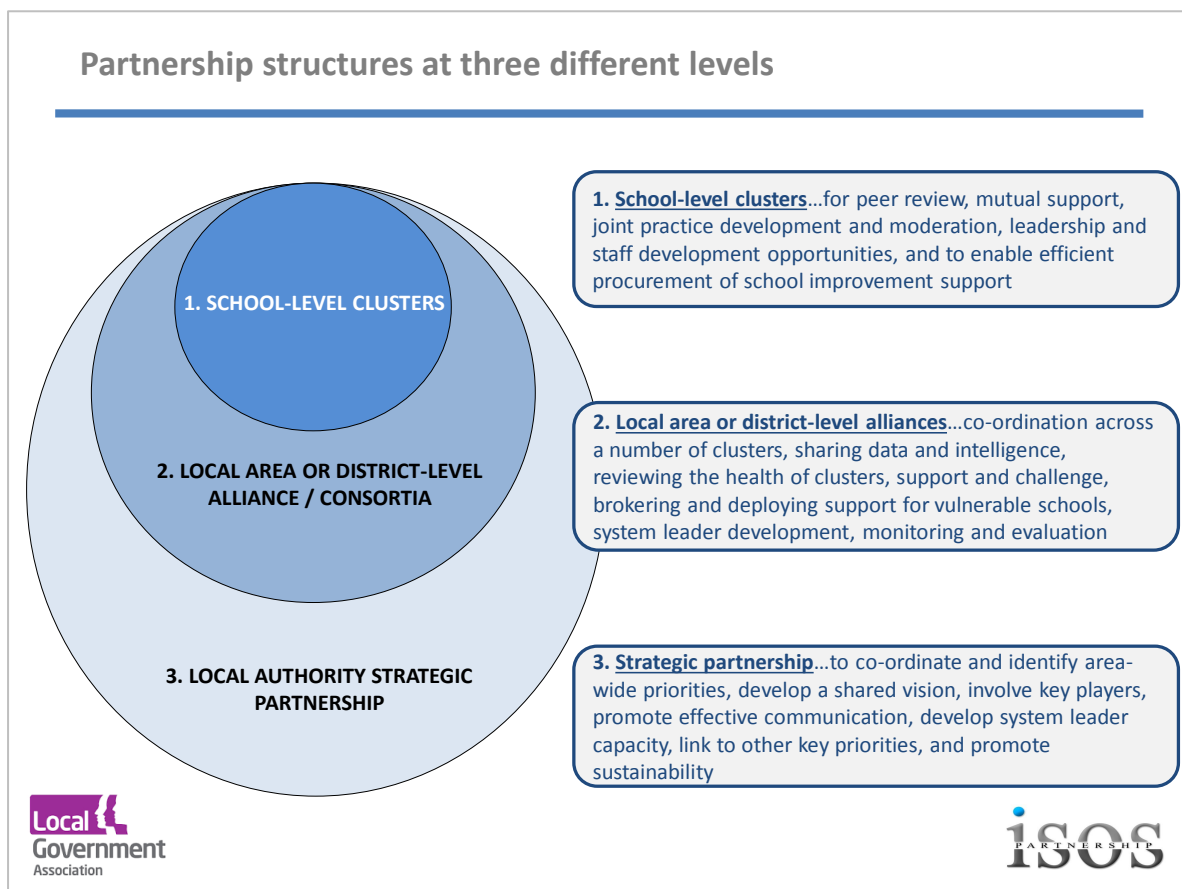 Partnership structures at three different levels
1. SCHOOL-LEVEL CLUSTERS
2. LOCAL AREA OR DISTRICT-LEVEL
ALLIANCE / CONSORTIA
3. LOCAL AUTHORITY STRATEGIC
PARTNERSHIP
1. School-level clusters...for peer review, mutual support,
joint practice development and moderation, leadership and
staff development opportunities, and to enable efficient
procurement of school improvement support
2. Local area or district-level alliances...co-ordination across
a number of clusters, sharing data and intelligence,
reviewing the health of clusters, support and challenge,
brokering and deploying support for vulnerable schools,
system leader development, monitoring and evaluation
3. Strategic partnership...to co-ordinate and identify area-
wide priorities, develop a shared vision, involve key players,
promote effective communication, develop system leader
capacity, link to other key priorities, and promote
sustainability
Local
Government
Association
isos
PARTNERSHIP